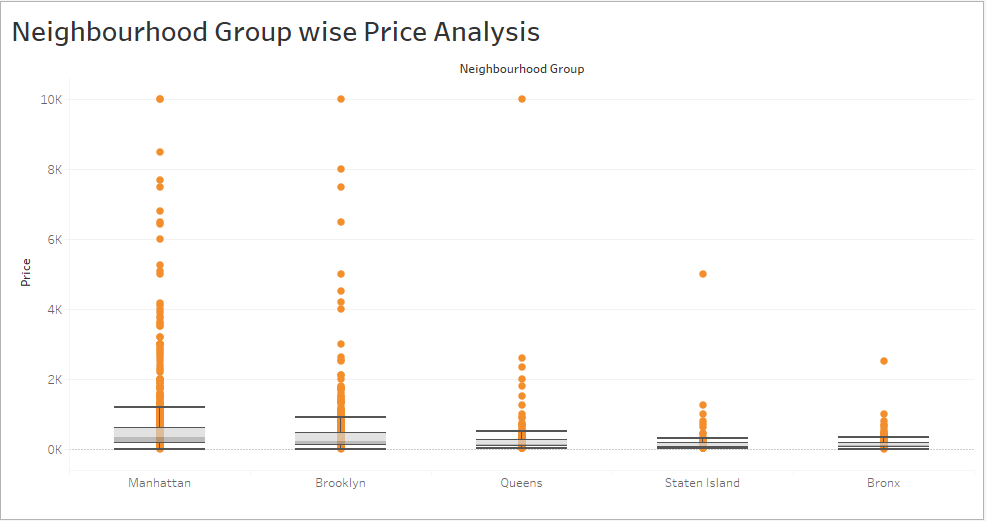 Neighbourhood Group wise Price Analysis
Neighbourhood Group
10K
8K
6K
4K
2K
0K
Price
Manhattan
Brooklyn
Queens
Staten Island
Bronx